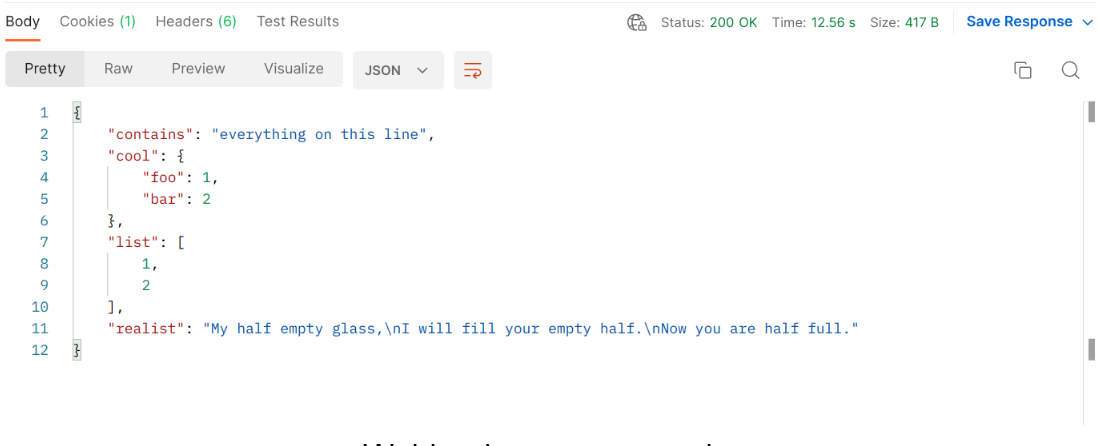 Body Cookies (1) Headers (6) Test Results Status: 200 OK Time: 12.56 s Size: 417 B Save Response
Pretty Raw Preview Visualize JSON
1 {
2 "contains": "everything on this line",
3 "cool": {
4 "foo": 1,
5 "bar": 2
6 },
7 "list": [
8 1,
9 2
10 ],
11 "realist": "My half empty glass,\nI will fill your empty half.\nNow you are half full."
12 }